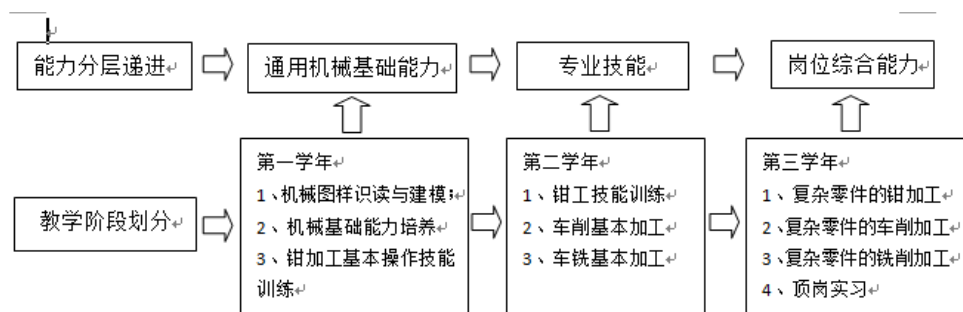 能力分层递进
通用机械基础能力
专业技能
岗位综合能力
教学阶段划分
第一学年
1、机械图样识读与建模;
2、机械基础能力培养
3、钳加工基本操作技能
训练
第二学年
1、钳工技能训练
2、车削基本加工
3、车铣基本加工
第三学年
1、复杂零件的钳加工
2、复杂零件的车削加工
3、复杂零件的铣削加工
4、顶岗实习